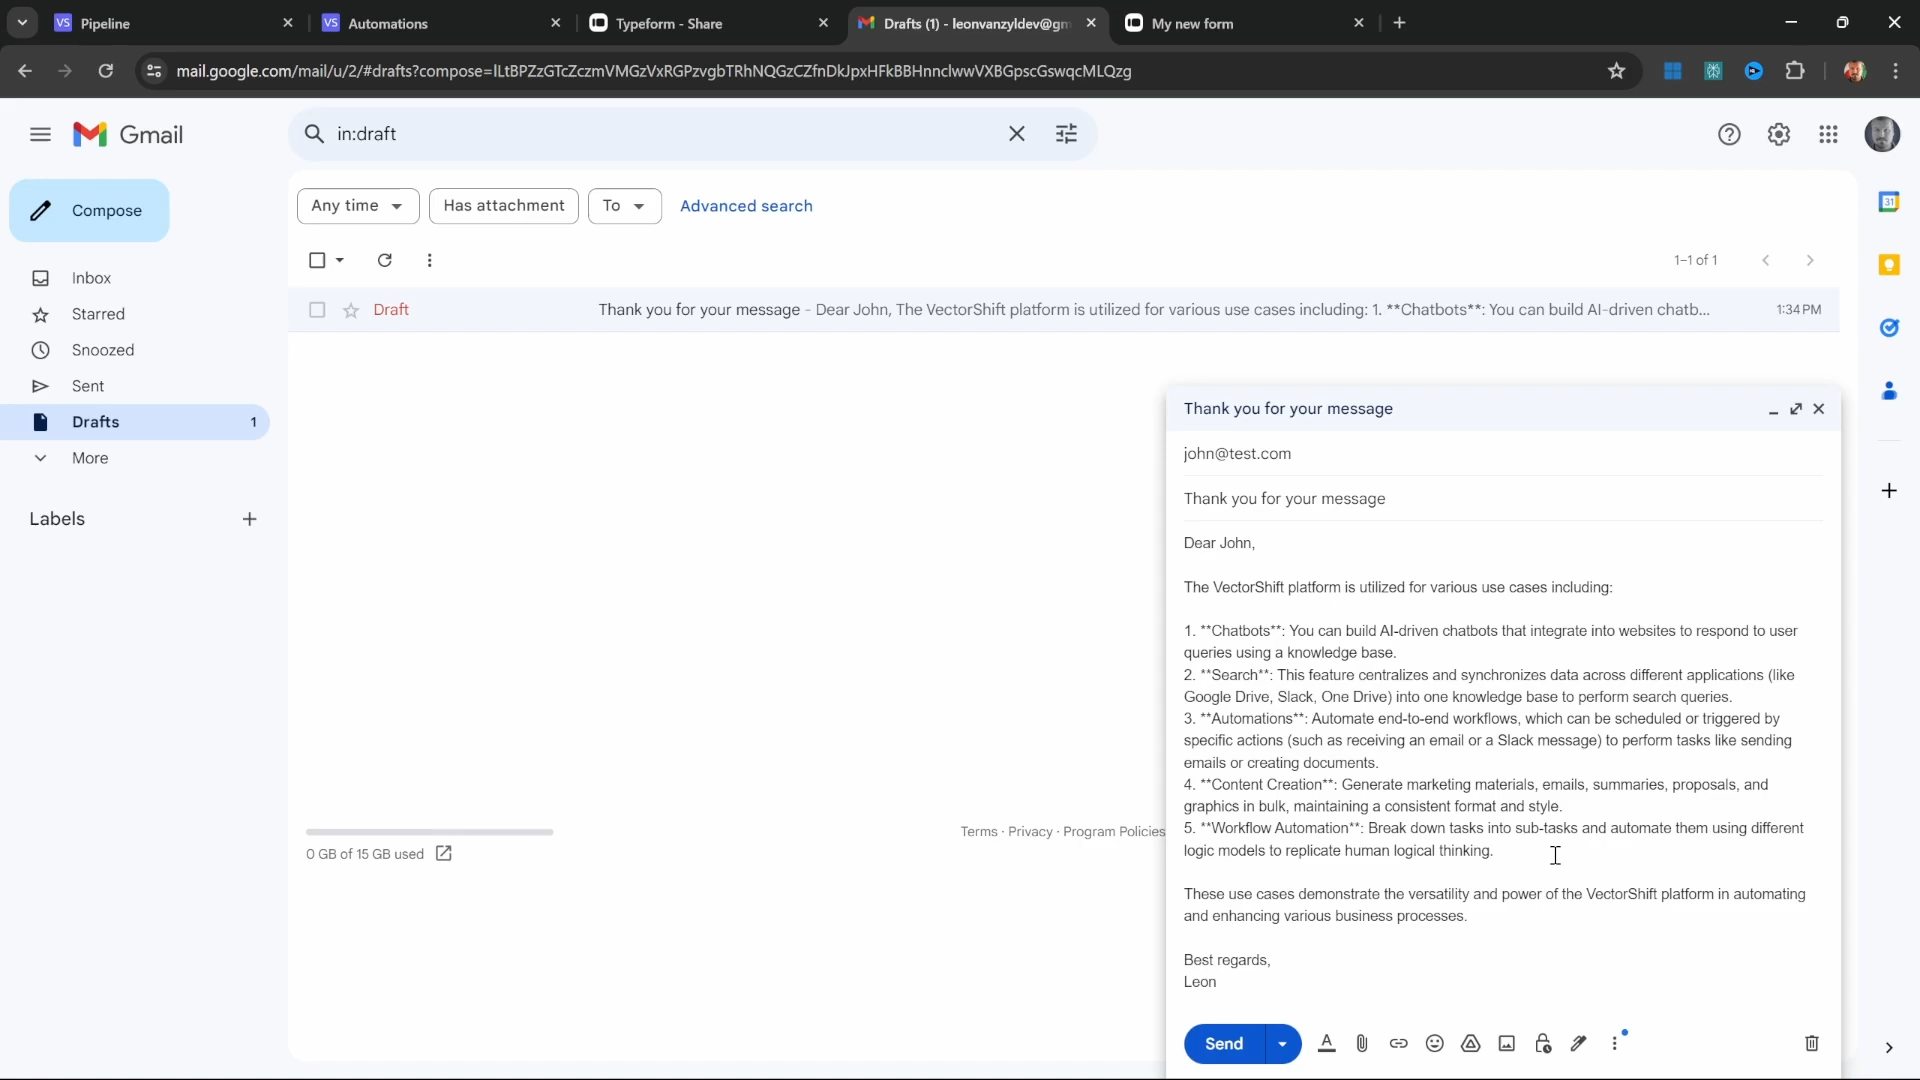 Pipeline
Automations
Typeform - Share
Drafts (1) - leonvanzyldev@gm
My new form
mail.google.com/mail/u/2/#drafts?compose=lLtBPZzGTcZczmVMGzVxRGPzvgbTRhNQGzCZfnDkJpxHFkBBHnnclwwVXBGpscGswqcMLQzg
Gmail
in:draft
Compose
Any time
Has attachment
To
Advanced search
1–1 of 1
Inbox
Starred
Snoozed
Sent
Drafts 1
More
Labels
Draft Thank you for your message - Dear John, The VectorShift platform is utilized for various use cases including: 1. **Chatbots**: You can build AI-driven chatb... 1:34 PM
31
Thank you for your message
john@test.com
Thank you for your message
Dear John,
The VectorShift platform is utilized for various use cases including:
1. **Chatbots**: You can build AI-driven chatbots that integrate into websites to respond to user
queries using a knowledge base.
2. **Search**: This feature centralizes and synchronizes data across different applications (like
Google Drive, Slack, One Drive) into one knowledge base to perform search queries.
3. **Automations**: Automate end-to-end workflows, which can be scheduled or triggered by
specific actions (such as receiving an email or a Slack message) to perform tasks like sending
emails or creating documents.
4. **Content Creation**: Generate marketing materials, emails, summaries, proposals, and
graphics in bulk, maintaining a consistent format and style.
5. **Workflow Automation**: Break down tasks into sub-tasks and automate them using different
logic models to replicate human logical thinking.
These use cases demonstrate the versatility and power of the VectorShift platform in automating
and enhancing various business processes.
Best regards,
Leon
Send
0 GB of 15 GB used
Terms · Privacy · Program Policies